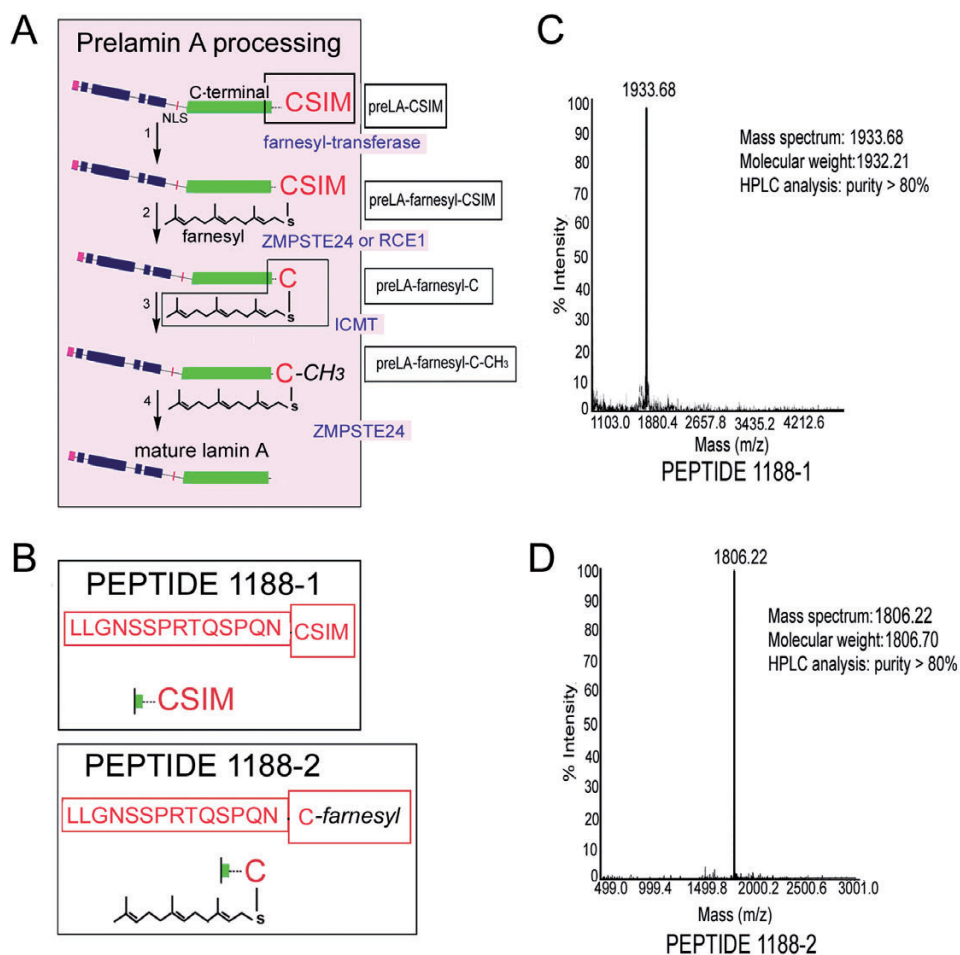 A
Prelamin A processing
C-terminal
CSIM
preLA-CSIM
NLS
1
farnesyl-transferase
CSIM
preLA-farnesyl-CSIM
2
s
farnesyl
ZMPSTE24 or RCE1
C
preLA-farnesyl-C
3
s
ICMT
C-CH3
preLA-farnesyl-C-CH3
4
s
ZMPSTE24
mature lamin A
B
PEPTIDE 1188-1
LLGNSSPRTQSPQN CSIM
CSIM
PEPTIDE 1188-2
LLGNSSPRTQSPQN C-farnesyl
C
s
C
1933.68
Mass spectrum: 1933.68
Molecular weight:1932.21
HPLC analysis: purity > 80%
% Intensity
100
90
80
70
60
50
40
30
20
10
0
1103.0 1880.4 2657.8 3435.2 4212.6
Mass (m/z)
PEPTIDE 1188-1
D
1806.22
Mass spectrum: 1806.22
Molecular weight:1806.70
HPLC analysis: purity > 80%
% Intensity
100
90
80
70
60
50
40
30
20
10
0
499.0 999.4 1499.8 2000.2 2500.6 3001.0
Mass (m/z)
PEPTIDE 1188-2